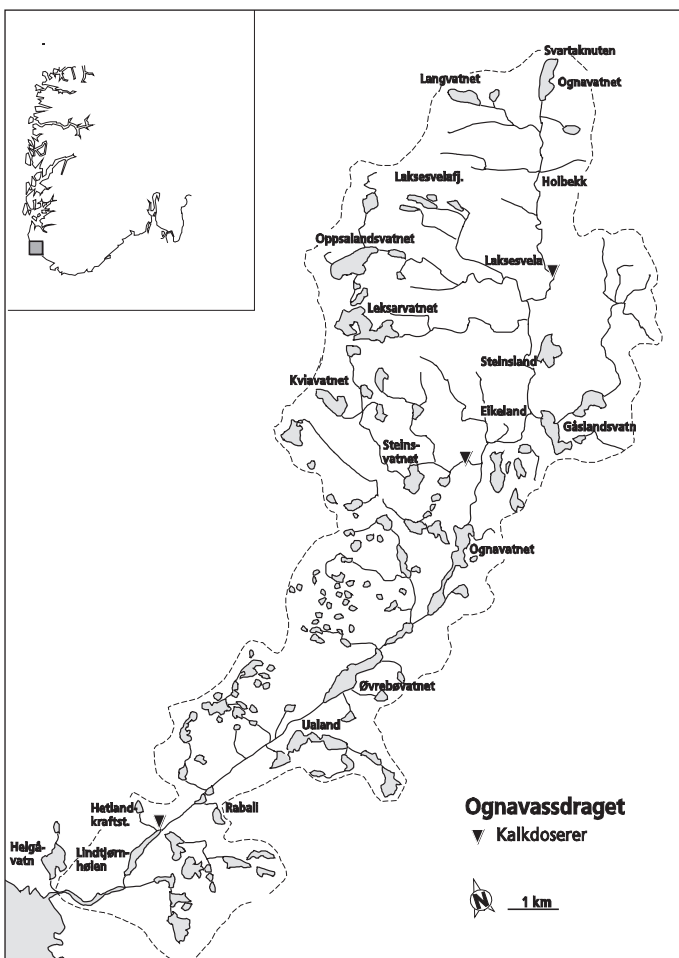 Svartaknuten
Langvatnet
Ognavatnet
Laksesvelafj.
Holbekk
Oppsalandsvatnet
Laksesvela
Leksarvatnet
Steinsland
Kviavatnet
Eikeland
Gåslandsvatn
Steins-
vatnet
Ognavatnet
Øvrebøvatnet
Ualand
Hetland-
kraftst.
Rabali
Helgå-
vatn
Lindtjørn-
hølen
Ognavassdraget
Kalkdoserer
N
1 km